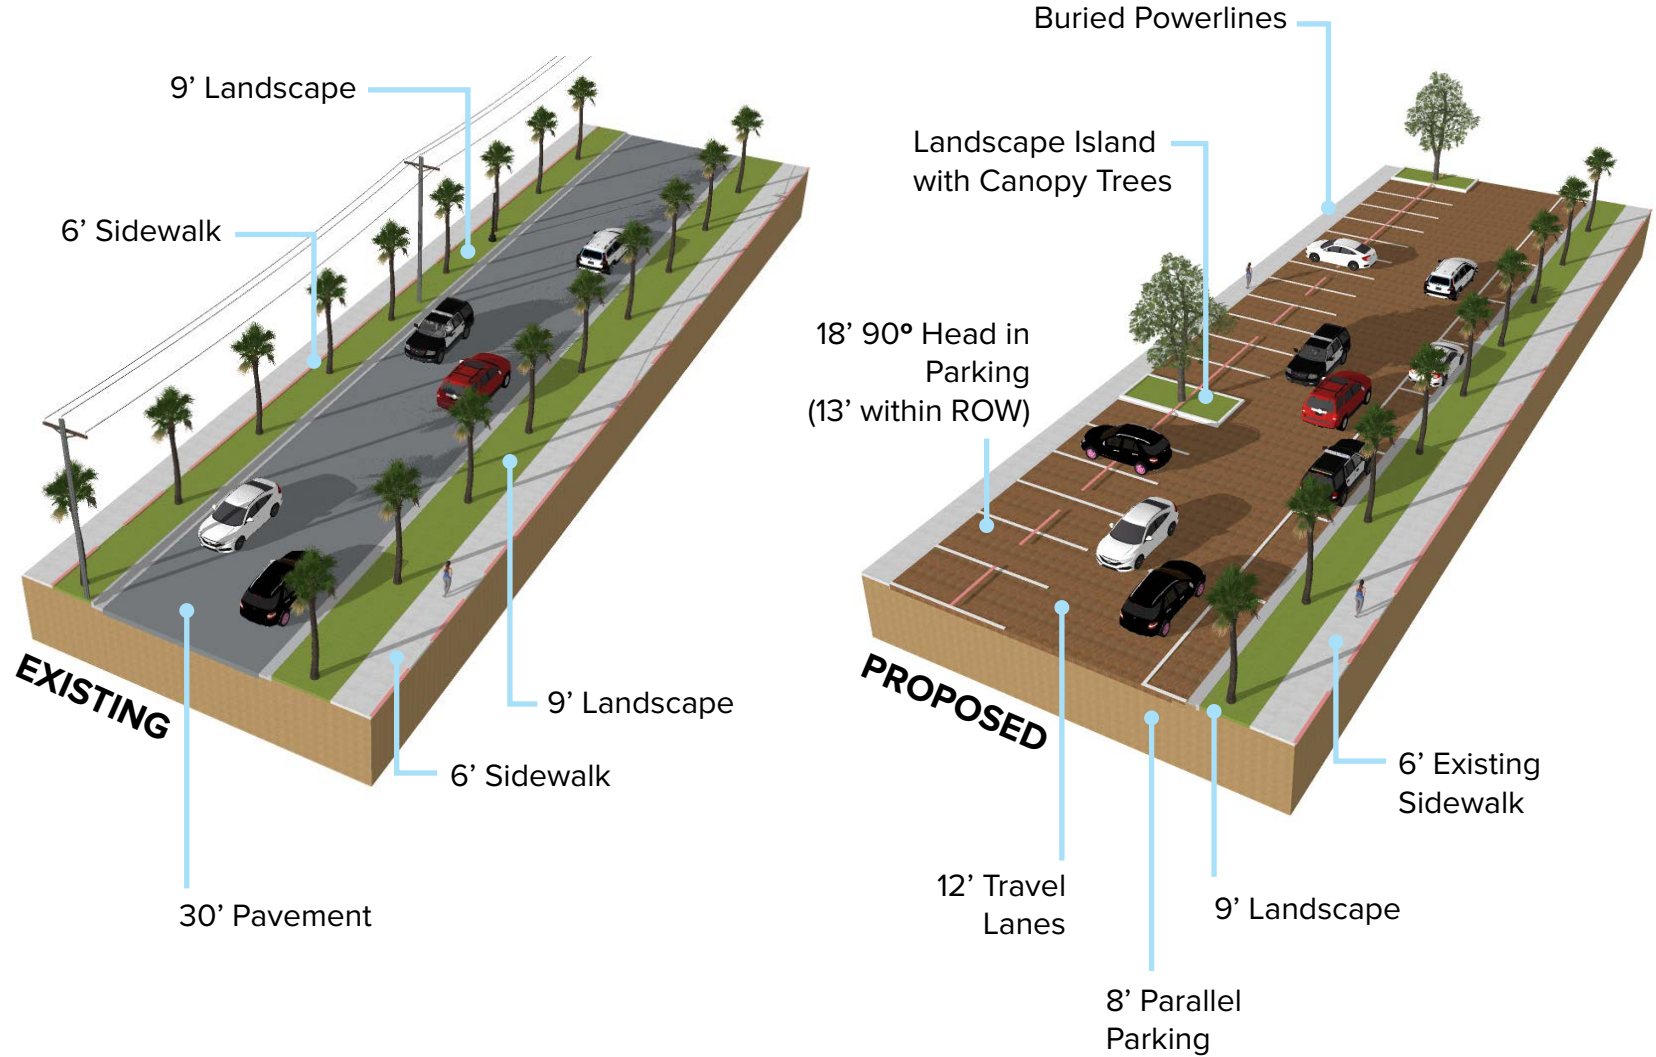 9’ Landscape
6’ Sidewalk
EXISTING
9’ Landscape
6’ Sidewalk
30’ Pavement
Buried Powerlines
Landscape Island
with Canopy Trees
18’ 90º Head in
Parking
(13’ within ROW)
PROPOSED
6’ Existing
Sidewalk
12’ Travel
Lanes
9’ Landscape
8’ Parallel
Parking